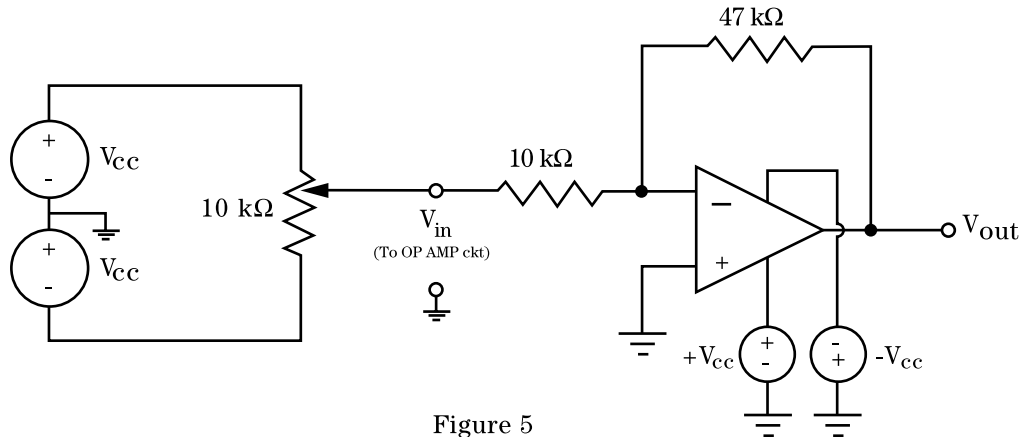 47 kΩ
+
Vcc
-
10 kΩ
10 kΩ
Vin
(To OP AMP ckt)
+
Vcc
-
−
+
Vout
+Vcc
+
-
-
+
-Vcc
Figure 5